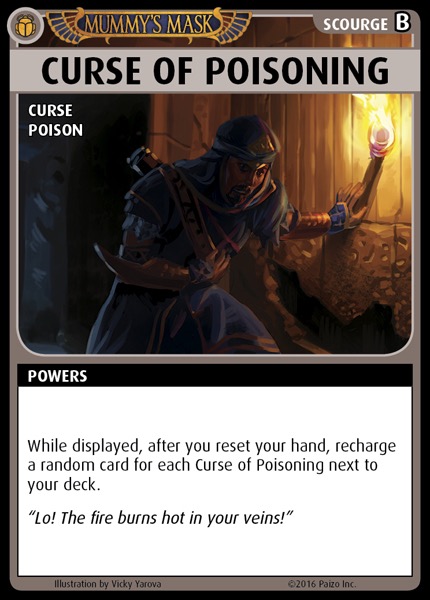 MUMMY'S MASK
SCOURGE B
CURSE OF POISONING
CURSE
POISON
POWERS
While displayed, after you reset your hand, recharge
a random card for each Curse of Poisoning next to
your deck.
“Lo! The fire burns hot in your veins!”
Illustration by Vicky Yarova ©2016 Paizo Inc.